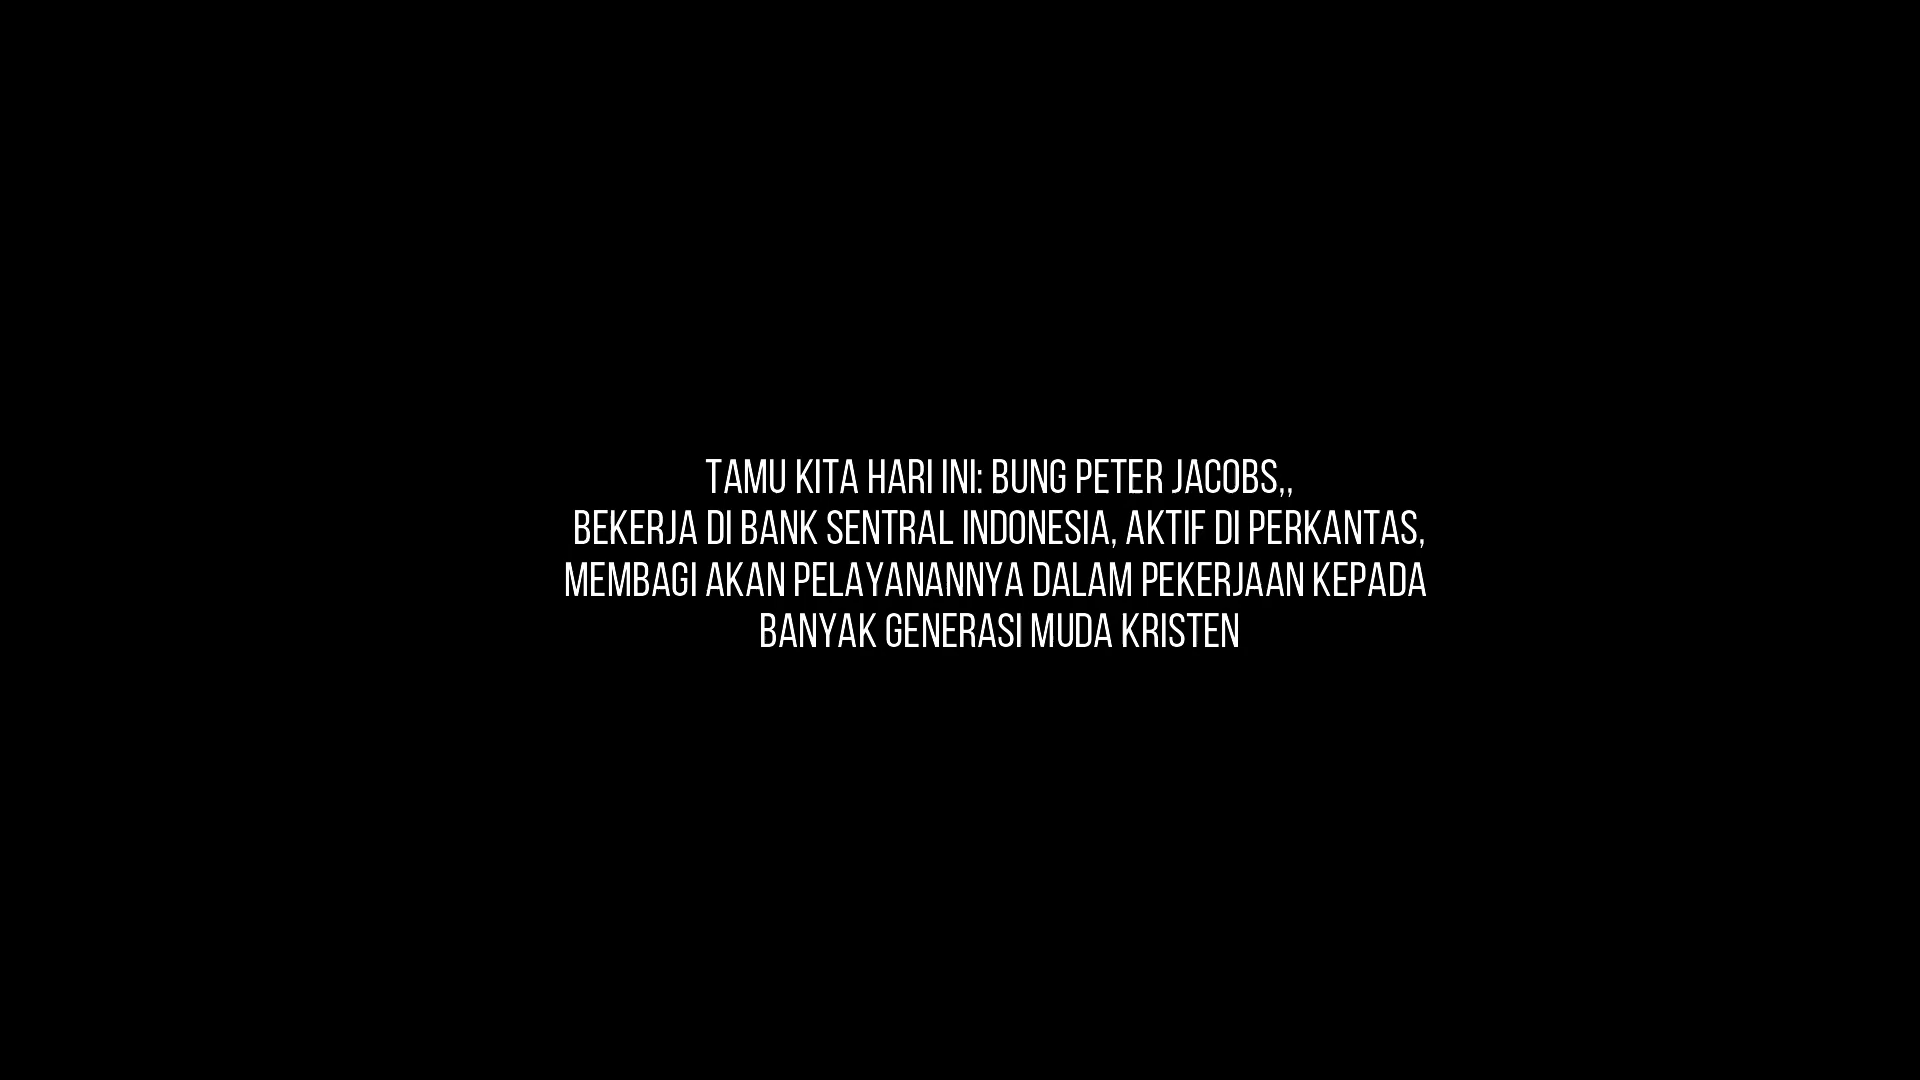 TAMU KITA HARI INI: BUNG PETER JACOBS,,
BEKERJA DI BANK SENTRAL INDONESIA, AKTIF DI PERKANTAS,
MEMBAGI AKAN PELAYANANNYA DALAM PEKERJAAN KEPADA
BANYAK GENERASI MUDA KRISTEN